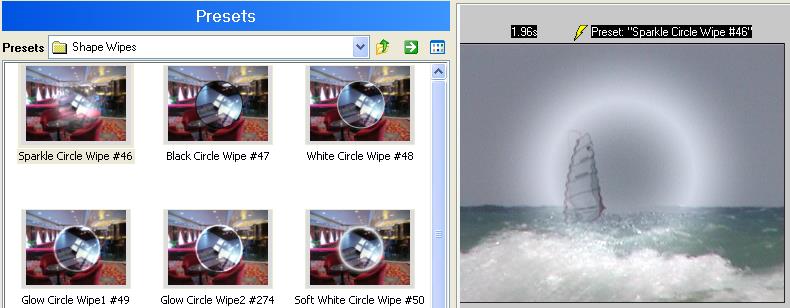 Presets
Presets Shape Wipes
1.96s Preset: "Sparkle Circle Wipe #46"
Sparkle Circle Wipe #46 Black Circle Wipe #47 White Circle Wipe #48
Glow Circle Wipe1 #49 Glow Circle Wipe2 #274 Soft White Circle Wipe #50